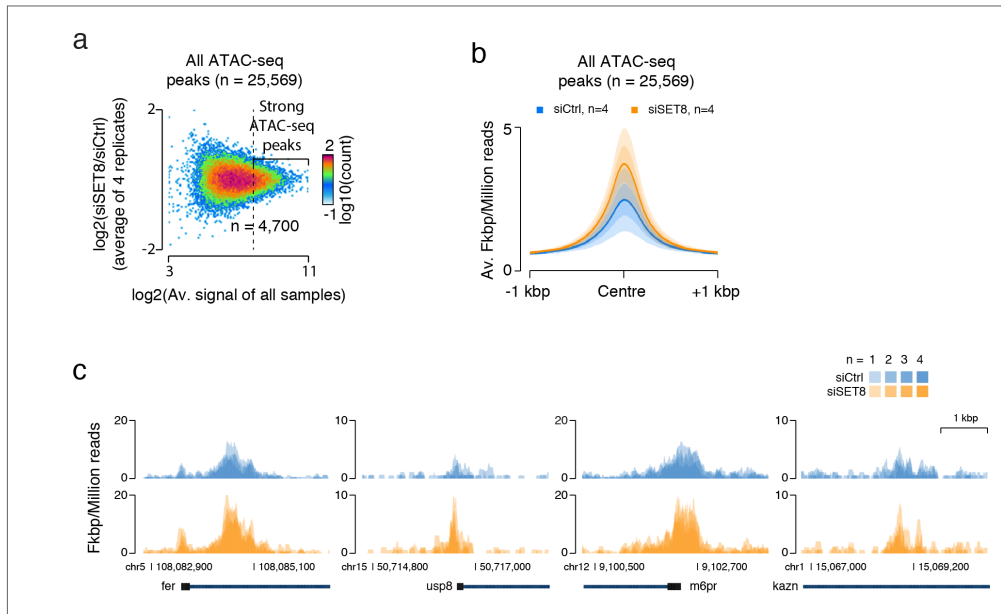 a
All ATAC-seq
peaks (n = 25,569)
log2(siSET8/siCtrl)
(average of 4 replicates)
2
-2
Strong
ATAC-seq
peaks
n = 4,700
2
-1
log10(count)
3
11
log2(Av. signal of all samples)
b
All ATAC-seq
peaks (n = 25,569)
siCtrl, n=4
siSET8, n=4
Av. Fkbp/Million reads
5
0
-1 kbp
Centre
+1 kbp
c
n = 1 2 3 4
siCtrl
siSET8
1 kbp
Fkbp/Million reads
20
0
10
0
20
0
10
0
20
0
10
0
20
0
10
0
chr5 108,082,900 108,085,100
chr15 50,714,800 50,717,000
chr12 9,100,500 9,102,700
chr1 15,067,000 15,069,200
fer
usp8
m6pr
kazn